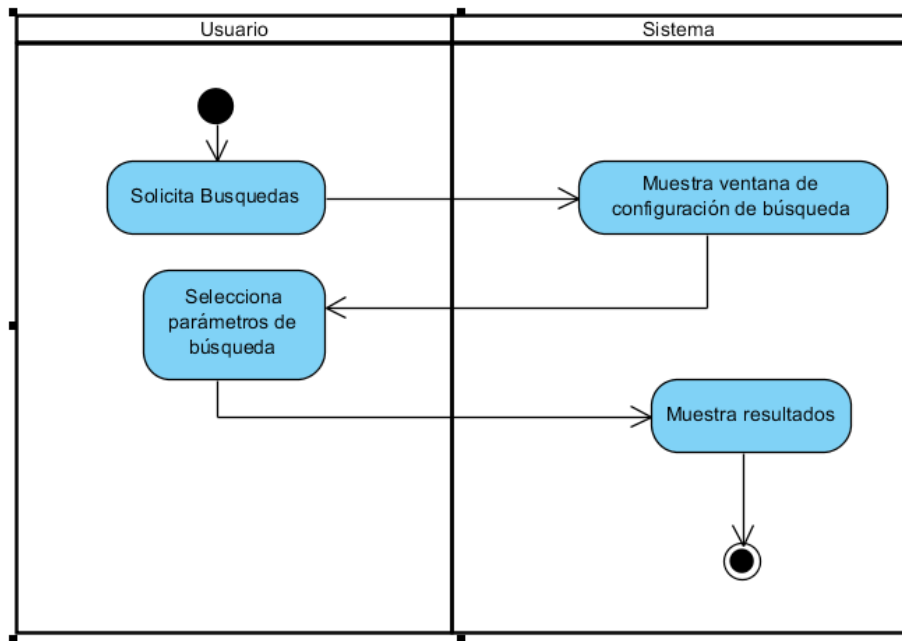 Usuario
Sistema
Solicita Busquedas
Muestra ventana de
configuración de búsqueda
Selecciona
parámetros de
búsqueda
Muestra resultados